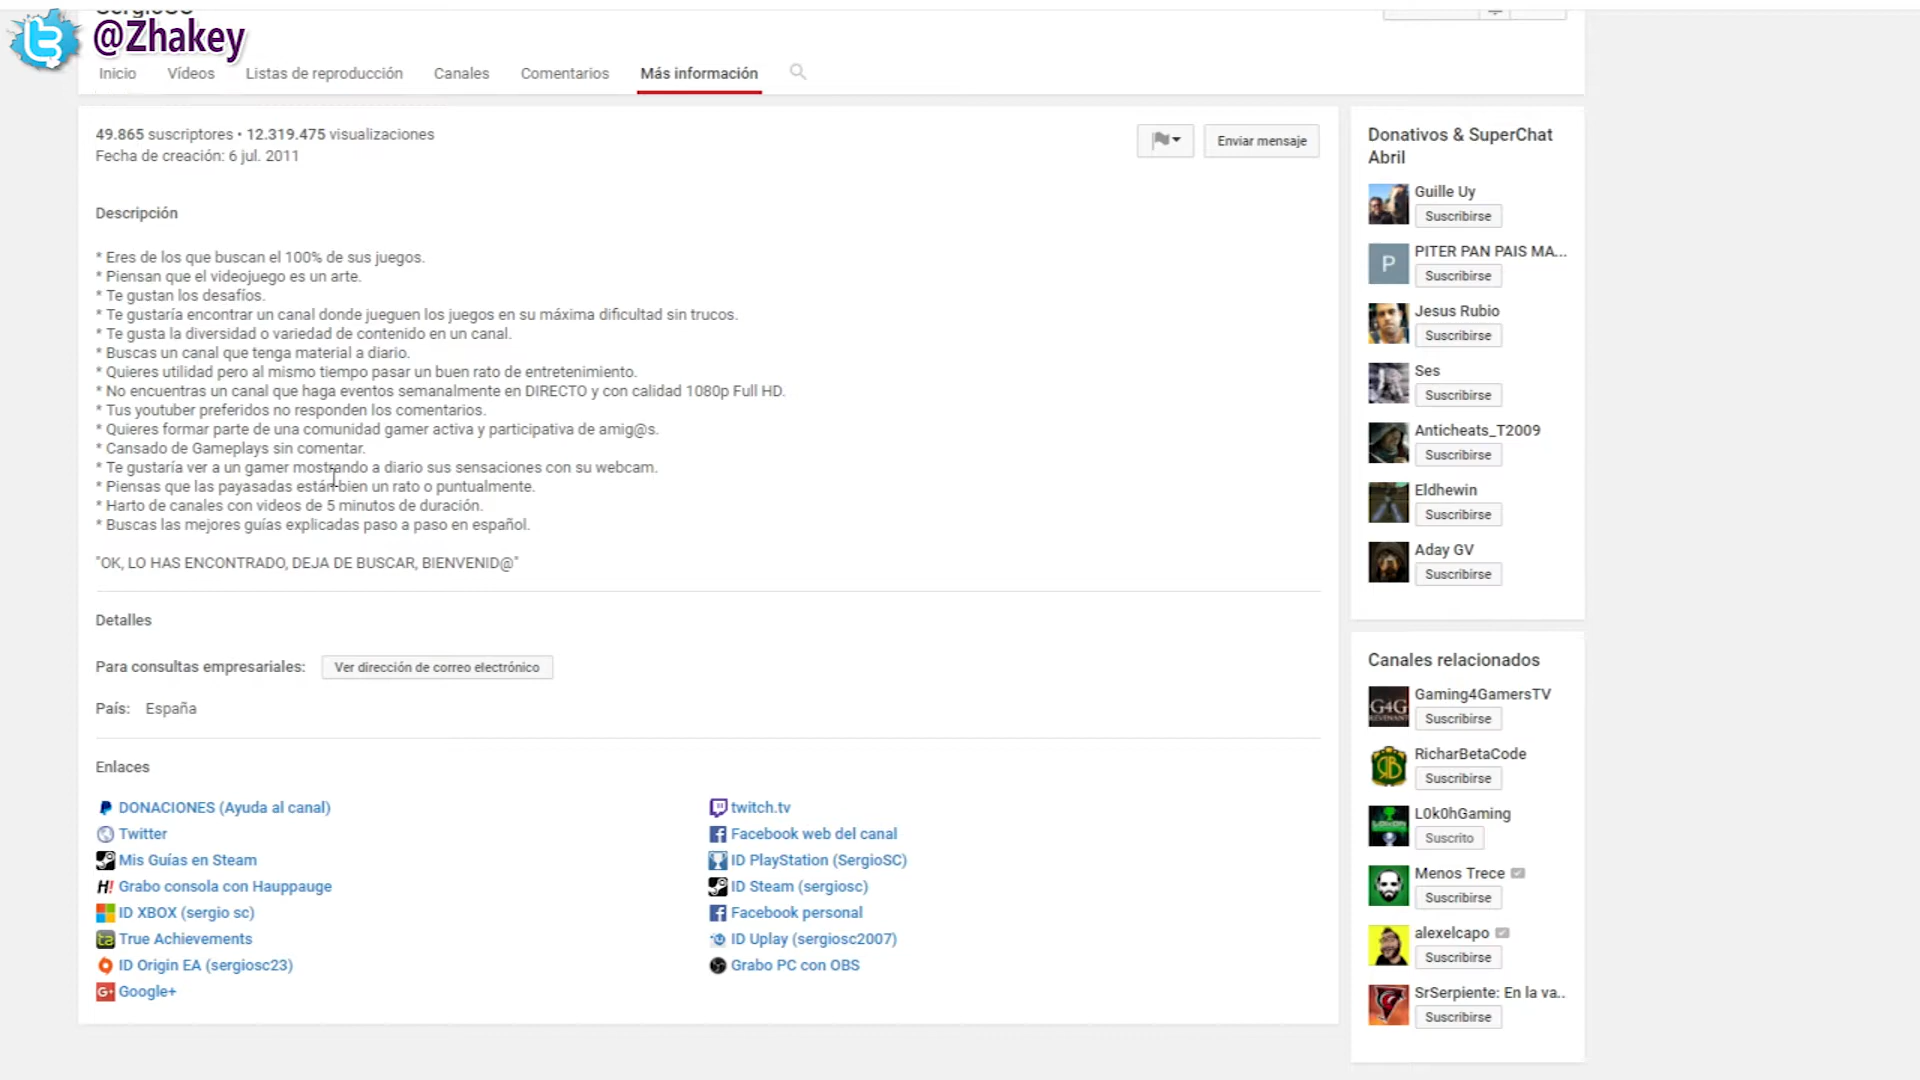 SergioSC
@Zhakey
Inicio Vídeos Listas de reproducción Canales Comentarios Más información
49.865 suscriptores • 12.319.475 visualizaciones
Fecha de creación: 6 jul. 2011
Enviar mensaje
Descripción
* Eres de los que buscan el 100% de sus juegos.
* Piensan que el videojuego es un arte.
* Te gustan los desafíos.
* Te gustaría encontrar un canal donde jueguen los juegos en su máxima dificultad sin trucos.
* Te gusta la diversidad o variedad de contenido en un canal.
* Buscas un canal que tenga material a diario.
* Quieres utilidad pero al mismo tiempo pasar un buen rato de entretenimiento.
* No encuentras un canal que haga eventos semanalmente en DIRECTO y con calidad 1080p Full HD.
* Tus youtuber preferidos no responden los comentarios.
* Quieres formar parte de una comunidad gamer activa y participativa de amig@s.
* Cansado de Gameplays sin comentar.
* Te gustaría ver a un gamer mostrando a diario sus sensaciones con su webcam.
* Piensas que las payasadas están bien un rato o puntualmente.
* Harto de canales con videos de 5 minutos de duración.
* Buscas las mejores guías explicadas paso a paso en español.
"OK, LO HAS ENCONTRADO, DEJA DE BUSCAR, BIENVENID@"
Detalles
Para consultas empresariales: Ver dirección de correo electrónico
País: España
Enlaces
DONACIONES (Ayuda al canal)
Twitter
Mis Guías en Steam
Grabo consola con Hauppauge
ID XBOX (sergio sc)
True Achievements
ID Origin EA (sergiosc23)
Google+
twitch.tv
Facebook web del canal
ID PlayStation (SergioSC)
ID Steam (sergiosc)
Facebook personal
ID Uplay (sergiosc2007)
Grabo PC con OBS
Donativos & SuperChat
Abril
Guille Uy
Suscribirse
P
PITER PAN PAIS MA...
Suscribirse
Jesus Rubio
Suscribirse
Ses
Suscribirse
Anticheats_T2009
Suscribirse
Eldhewin
Suscribirse
Aday GV
Suscribirse
Canales relacionados
G4G
Gaming4GamersTV
Suscribirse
RicharBetaCode
Suscribirse
L0k0hGaming
Suscrito
Menos Trece
Suscribirse
alexelcapo
Suscribirse
SrSerpiente: En la va..
Suscribirse